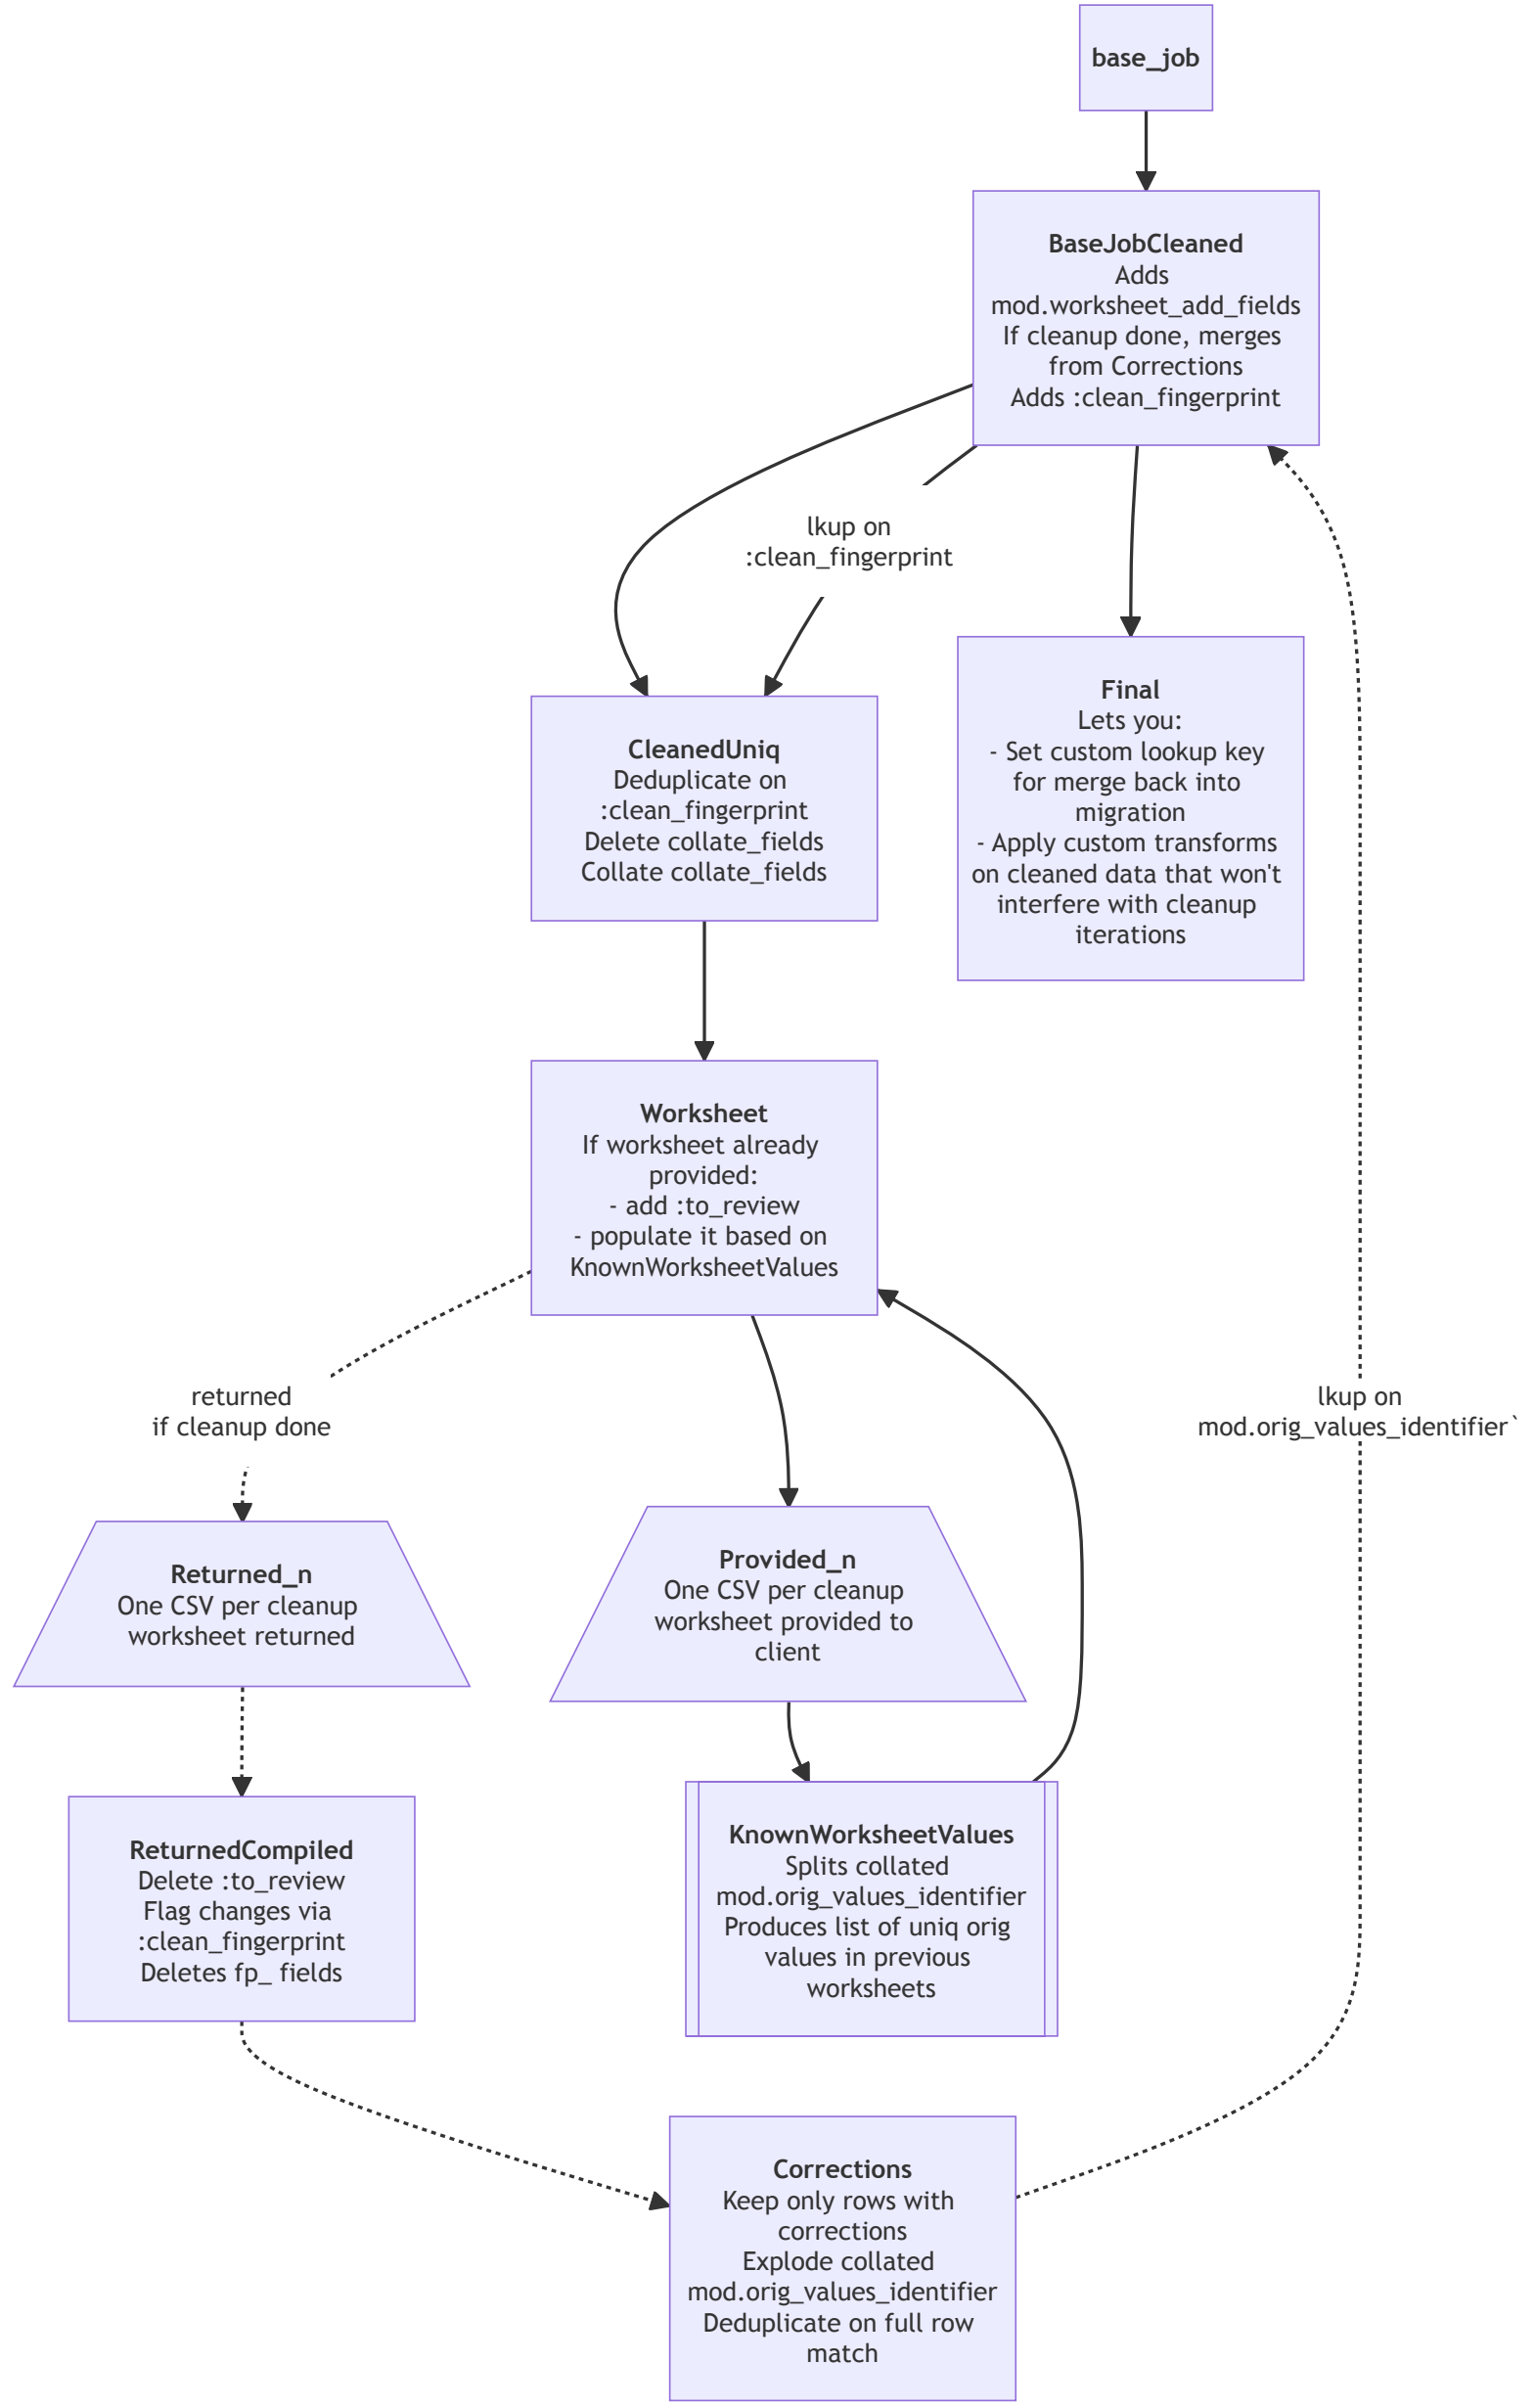 base_job
BaseJobCleaned
Adds
mod.worksheet_add_fields
If cleanup done, merges
from Corrections
Adds :clean_fingerprint
lkup on
:clean_fingerprint
Final
Lets you:
- Set custom lookup key
for merge back into
migration
- Apply custom transforms
on cleaned data that won't
interfere with cleanup
iterations
CleanedUniq
Deduplicate on
:clean_fingerprint
Delete collate_fields
Collate collate_fields
Worksheet
If worksheet already
provided:
- add :to_review
- populate it based on
KnownWorksheetValues
returned
if cleanup done
lkup on
mod.orig_values_identifier`
Returned_n
One CSV per cleanup
worksheet returned
Provided_n
One CSV per cleanup
worksheet provided to
client
ReturnedCompiled
Delete :to_review
Flag changes via
:clean_fingerprint
Deletes fp_ fields
KnownWorksheetValues
Splits collated
mod.orig_values_identifier
Produces list of uniq orig
values in previous
worksheets
Corrections
Keep only rows with
corrections
Explode collated
mod.orig_values_identifier
Deduplicate on full row
match